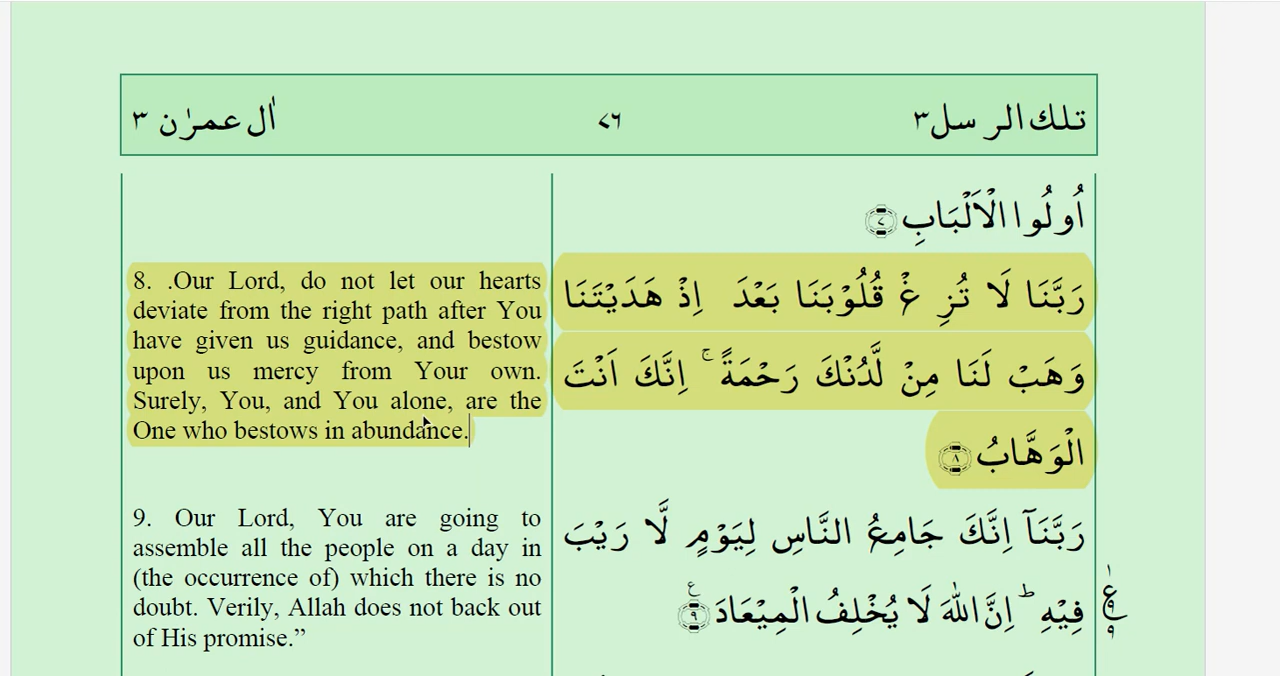 تلك الر سل٣
٧٦
اٰل عمرٰن ٣
اُولُوا الْاَلْبَابِ ٧
رَبَّنَا لَا تُزِ غْ قُلُوْبَنَا بَعْدَ اِذْ هَدَيْتَنَا
وَهَبْ لَنَا مِنْ لَّدُنْكَ رَحْمَةً ۚ اِنَّكَ اَنْتَ
الْوَهَّابُ ٨
رَبَّنَآ اِنَّكَ جَامِعُ النَّاسِ لِيَوْمٍ لَّا رَيْبَ
فِيْهِ ؕ اِنَّ اللّٰهَ لَا يُخْلِفُ الْمِيْعَادَ ٩
8. .Our Lord, do not let our hearts
deviate from the right path after You
have given us guidance, and bestow
upon us mercy from Your own.
Surely, You, and You alone, are the
One who bestows in abundance.
9. Our Lord, You are going to
assemble all the people on a day in
(the occurrence of) which there is no
doubt. Verily, Allah does not back out
of His promise.”